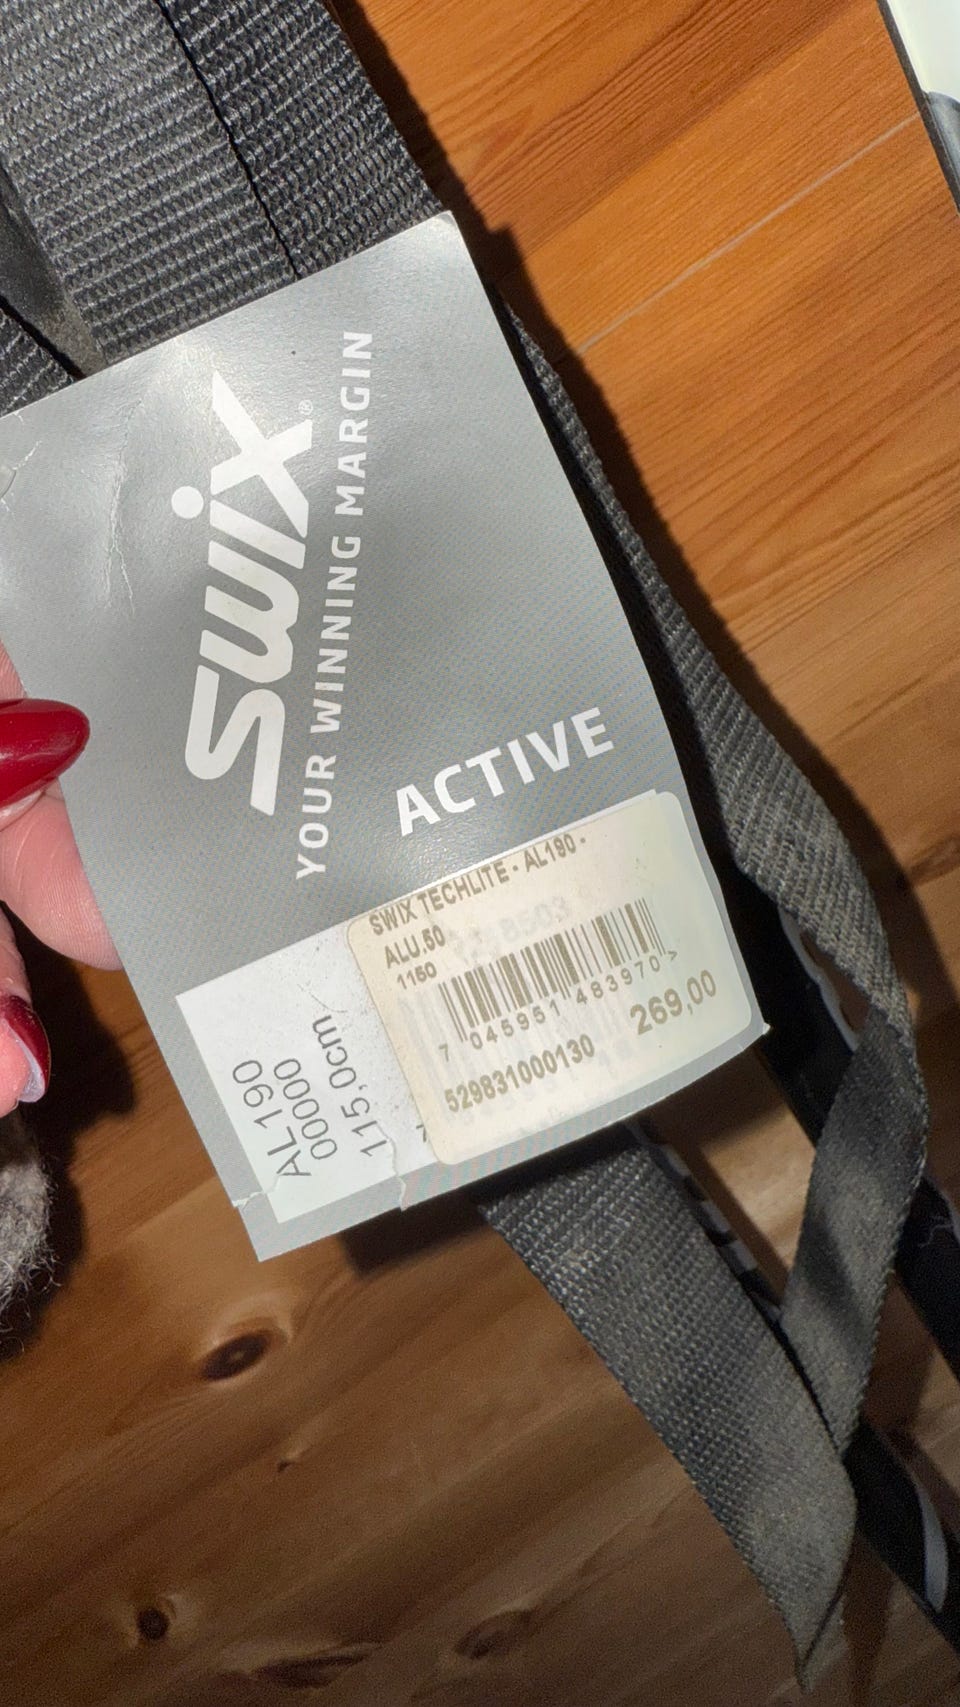 swix®
YOUR WINNING MARGIN
ACTIVE
SWIX TECHLITE - AL190 -
ALU.50
1150
7 045951 483970 >
529831000130 269,00
AL190
00000
115,0cm